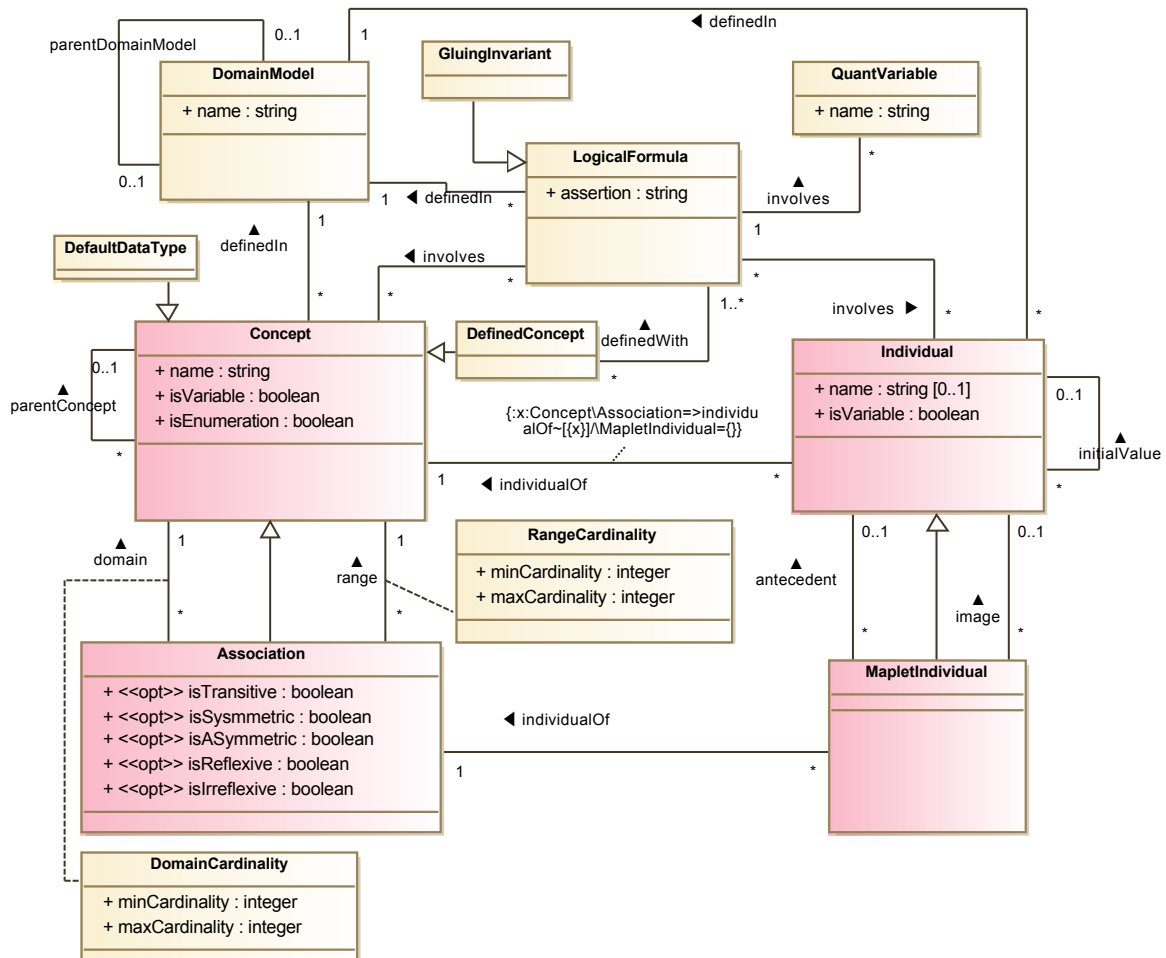 ◄ definedIn
parentDomainModel
0..1
1
DomainModel
+ name : string
0..1
GluingInvariant
QuantVariable
+ name : string
*
LogicalFormula
+ assertion : string
▲
involves
1
1
◄ definedIn
*
1
▲
definedIn
*
DefaultDataType
◄ involves
*
*
*
1..*
involves ►
*
*
Concept
+ name : string
+ isVariable : boolean
+ isEnumeration : boolean
0..1
▲
parentConcept
*
DefinedConcept
▲
definedWith
*
Individual
+ name : string [0..1]
+ isVariable : boolean
0..1
▲
initialValue
*
{:x:Concept\Association=>individu
alOf~[{x}]/\MapletIndividual={}}
1
◄ individualOf
*
▲
domain
1
*
1
▲
range
*
RangeCardinality
+ minCardinality : integer
+ maxCardinality : integer
0..1
▲
antecedent
*
0..1
▲
image
*
Association
+ <<opt>> isTransitive : boolean
+ <<opt>> isSysmmetric : boolean
+ <<opt>> isASymmetric : boolean
+ <<opt>> isReflexive : boolean
+ <<opt>> isIrreflexive : boolean
MapletIndividual
◄ individualOf
1
*
DomainCardinality
+ minCardinality : integer
+ maxCardinality : integer